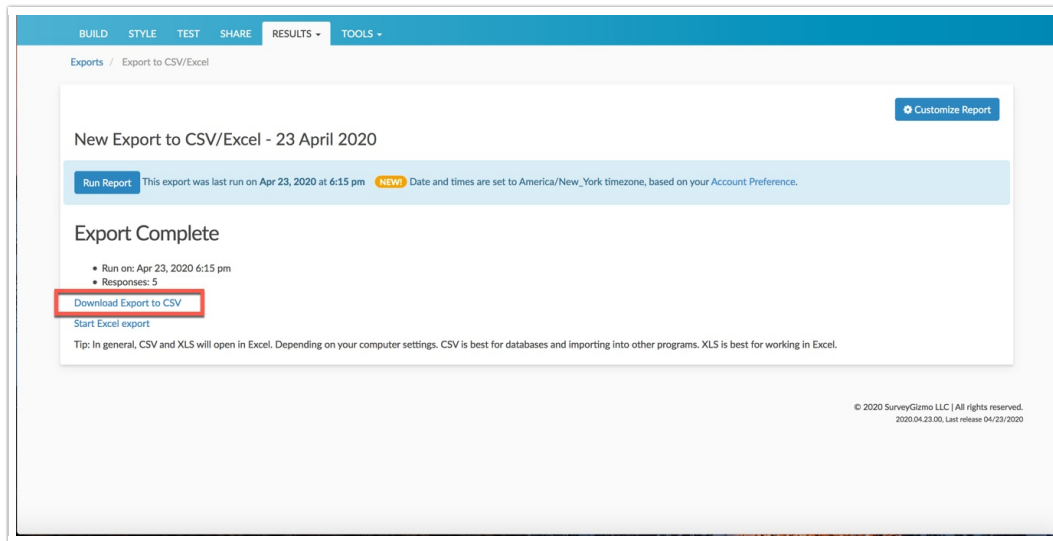 BUILD STYLE TEST SHARE RESULTS TOOLS
Exports / Export to CSV/Excel
Customize Report
New Export to CSV/Excel - 23 April 2020
Run Report This export was last run on Apr 23, 2020 at 6:15 pm NEW! Date and times are set to America/New_York timezone, based on your Account Preference.
Export Complete
• Run on: Apr 23, 2020 6:15 pm
• Responses: 5
Download Export to CSV
Start Excel export
Tip: In general, CSV and XLS will open in Excel. Depending on your computer settings. CSV is best for databases and importing into other programs. XLS is best for working in Excel.
© 2020 SurveyGizmo LLC | All rights reserved.
2020.04.23.00, Last release 04/23/2020